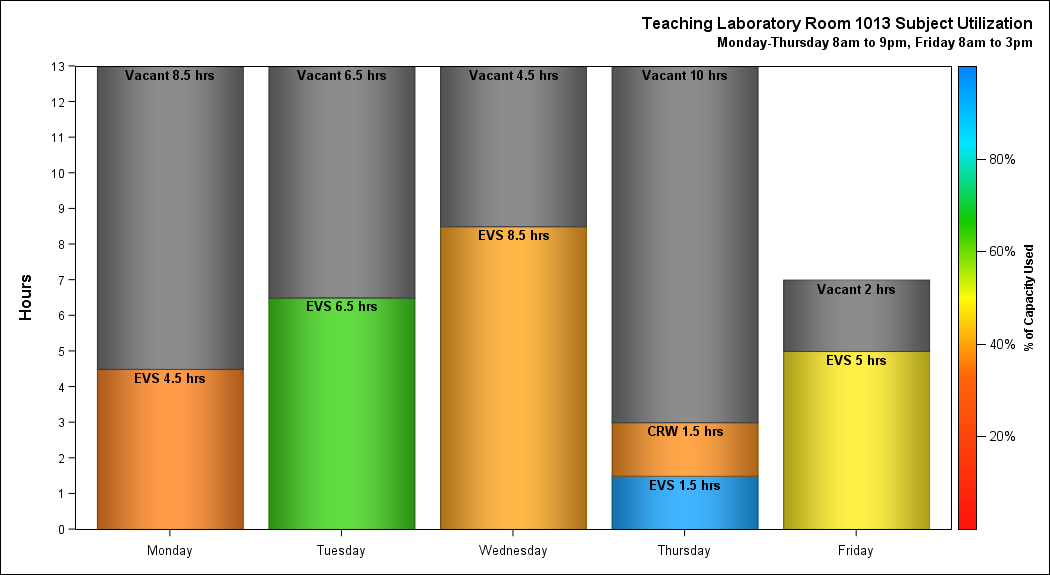 Teaching Laboratory Room 1013 Subject Utilization
Monday-Thursday 8am to 9pm, Friday 8am to 3pm
Hours
13
12
11
10
9
8
7
6
5
4
3
2
1
0
Vacant 8.5 hrs
EVS 4.5 hrs
Vacant 6.5 hrs
EVS 6.5 hrs
Vacant 4.5 hrs
EVS 8.5 hrs
Vacant 10 hrs
CRW 1.5 hrs
EVS 1.5 hrs
Vacant 2 hrs
EVS 5 hrs
Monday
Tuesday
Wednesday
Thursday
Friday
80%
60%
40%
20%
% of Capacity Used